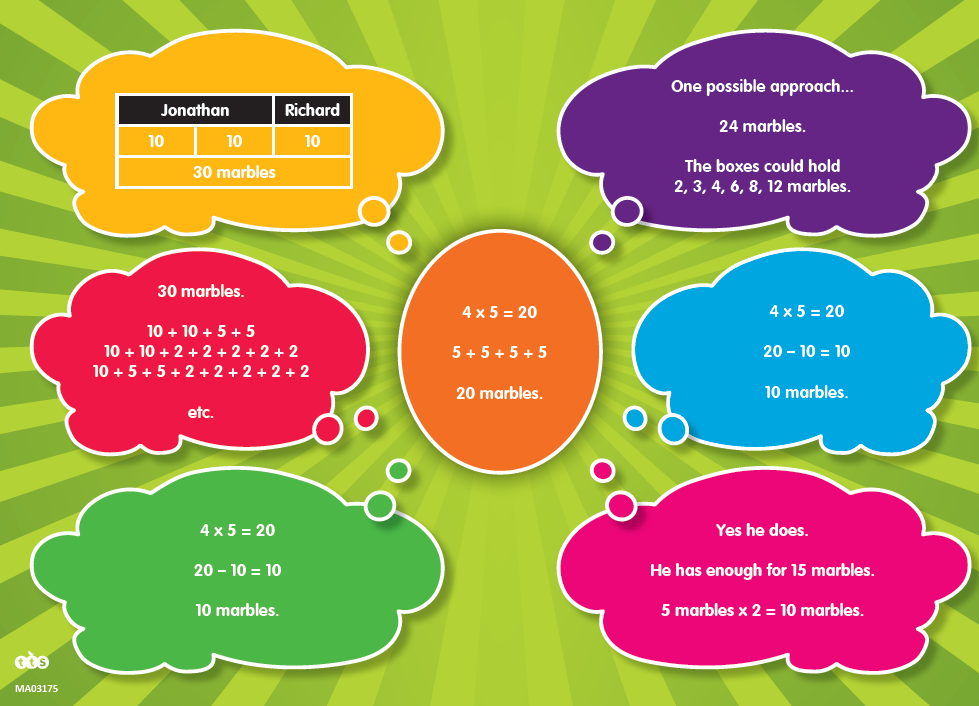 Jonathan Richard
10 10 10
30 marbles
One possible approach...
24 marbles.
The boxes could hold
2, 3, 4, 6, 8, 12 marbles.
30 marbles.
10 + 10 + 5 + 5
10 + 10 + 2 + 2 + 2 + 2 + 2
10 + 5 + 5 + 2 + 2 + 2 + 2 + 2
etc.
4 x 5 = 20
5 + 5 + 5 + 5
20 marbles.
4 x 5 = 20
20 – 10 = 10
10 marbles.
4 x 5 = 20
20 – 10 = 10
10 marbles.
Yes he does.
He has enough for 15 marbles.
5 marbles x 2 = 10 marbles.
tts
MA03175